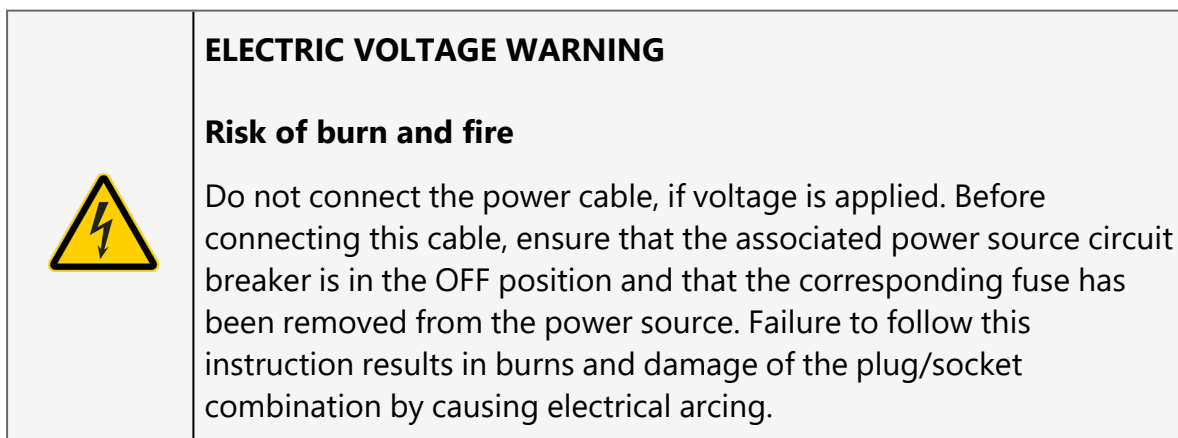 ELECTRIC VOLTAGE WARNING
Risk of burn and fire
Do not connect the power cable, if voltage is applied. Before
connecting this cable, ensure that the associated power source circuit
breaker is in the OFF position and that the corresponding fuse has
been removed from the power source. Failure to follow this
instruction results in burns and damage of the plug/socket
combination by causing electrical arcing.